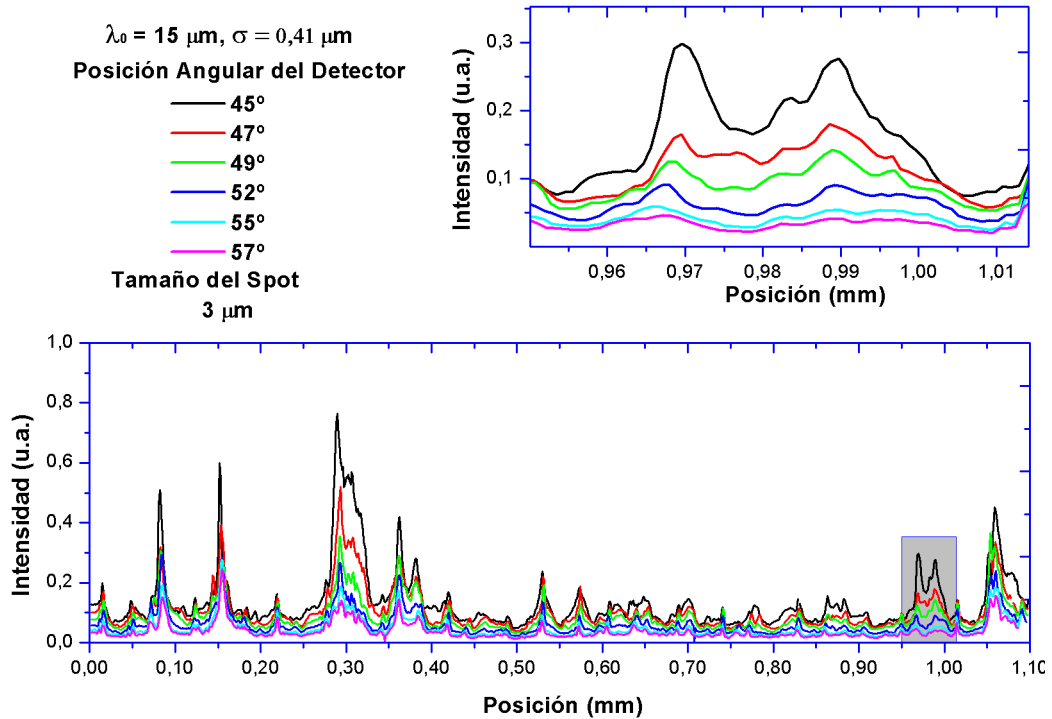 λ₀ = 15 μm, σ = 0,41 μm
Posición Angular del Detector
45º
47º
49º
52º
55º
57º
Tamaño del Spot
3 μm
Intensidad (u.a.)
0,3
0,2
0,1
0,96 0,97 0,98 0,99 1,00 1,01
Posición (mm)
Intensidad (u.a.)
1,0
0,8
0,6
0,4
0,2
0,0
0,00 0,10 0,20 0,30 0,40 0,50 0,60 0,70 0,80 0,90 1,00 1,10
Posición (mm)